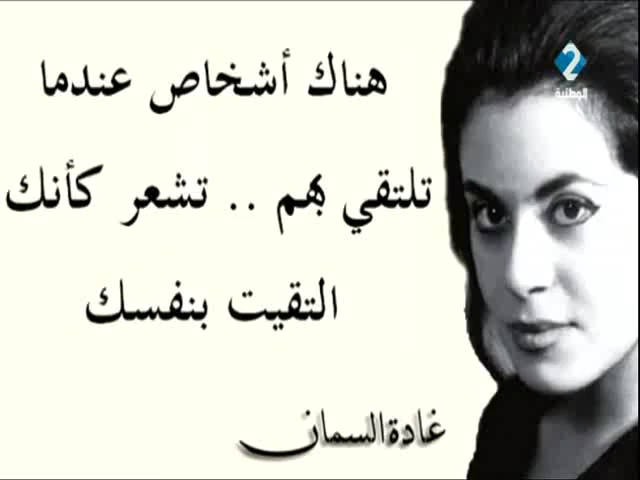 هناك أشخاص عندما
تلتقي بهم .. تشعر كأنك
التقيت بنفسك
غادة السمان
2
الوطنية